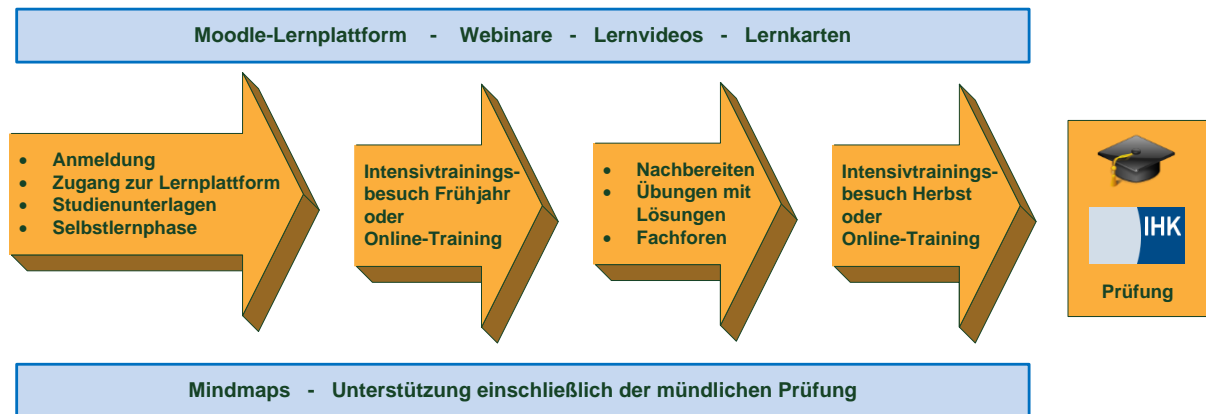 Moodle-Lernplattform - Webinare - Lernvideos - Lernkarten
• Anmeldung
• Zugang zur Lernplattform
• Studienunterlagen
• Selbstlernphase
Intensivtrainings-
besuch Frühjahr
oder
Online-Training
• Nachbereiten
• Übungen mit
Lösungen
• Fachforen
Intensivtrainings-
besuch Herbst
oder
Online-Training
IHK
Prüfung
Mindmaps - Unterstützung einschließlich der mündlichen Prüfung